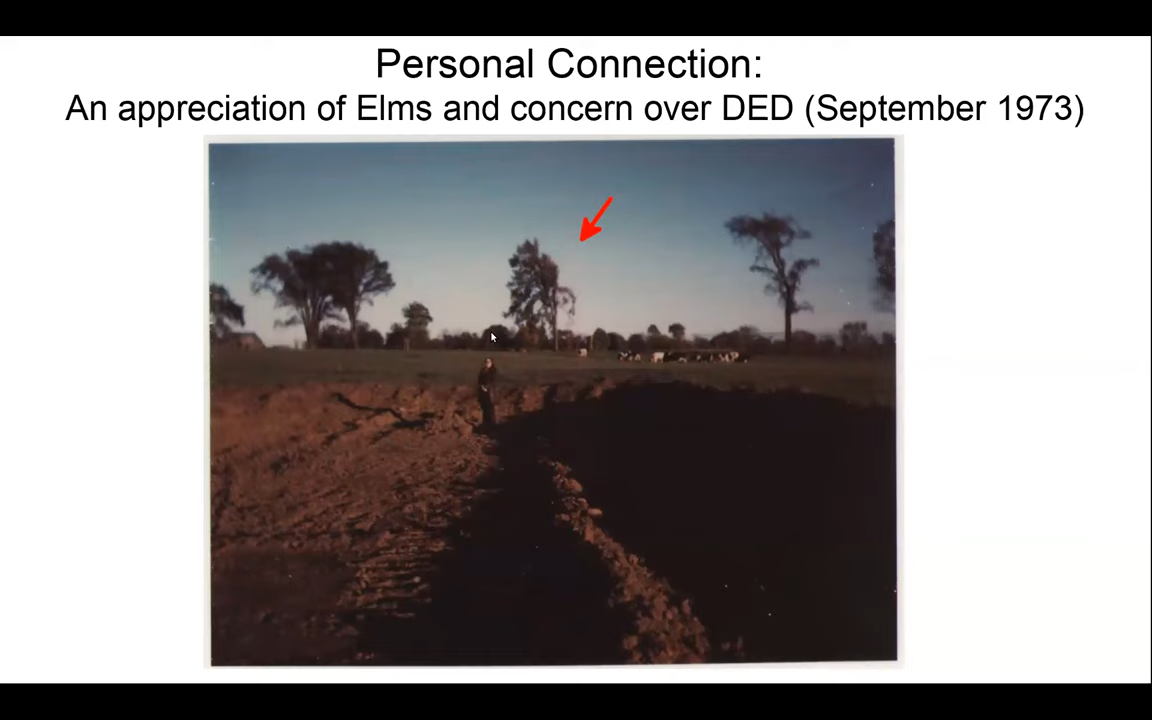 Personal Connection:
An appreciation of Elms and concern over DED (September 1973)